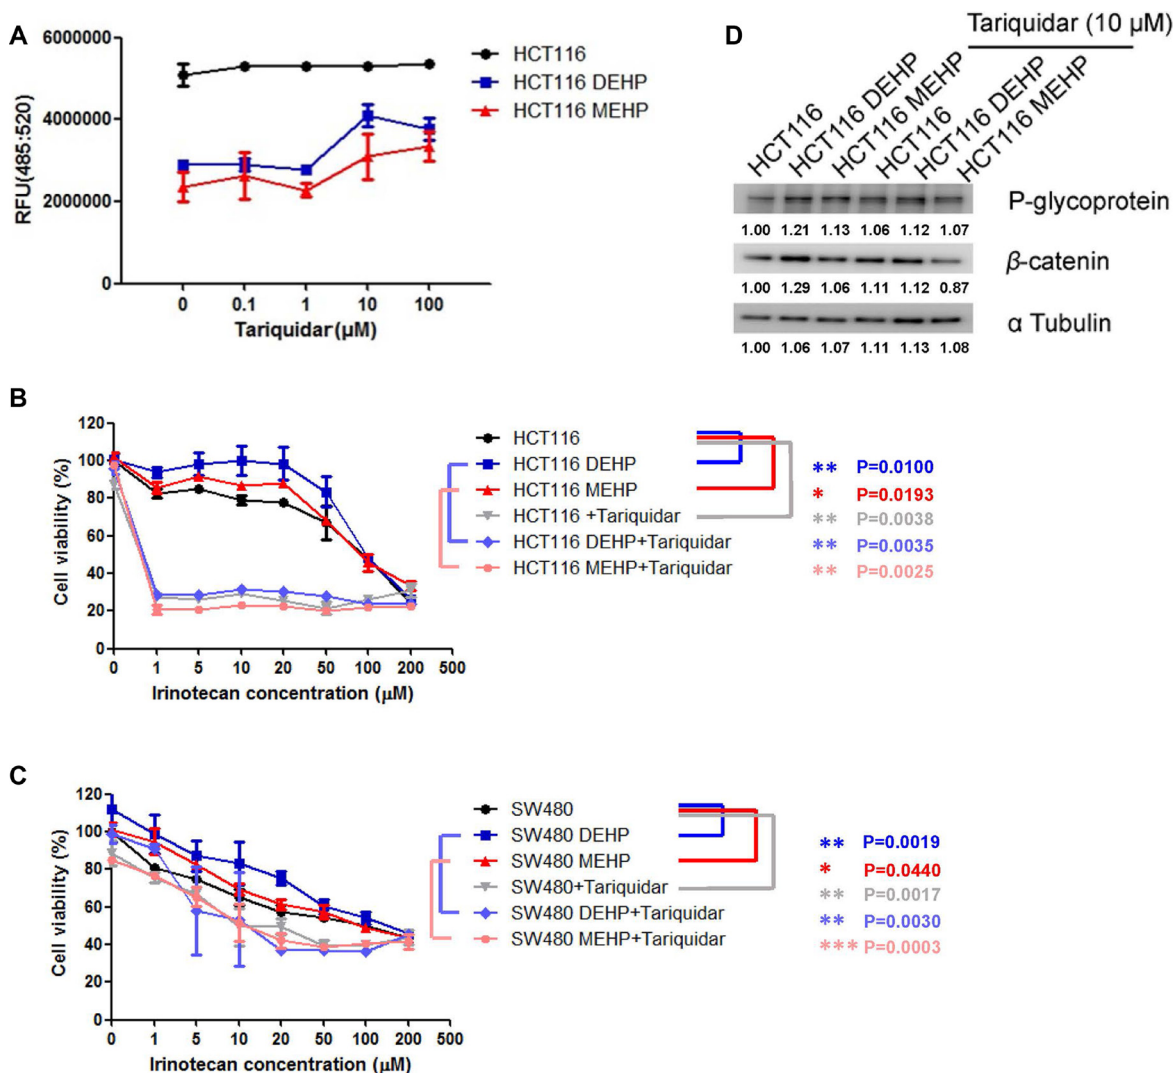 A
6000000
4000000
2000000
0
RFU(485:520)
0 0.1 1 10 100
Tariquidar (µM)
HCT116
HCT116 DEHP
HCT116 MEHP
D
Tariquidar (10 µM)
HCT116
HCT116 DEHP
HCT116 MEHP
HCT116
HCT116 DEHP
HCT116 MEHP
P-glycoprotein
1.00 1.21 1.13 1.06 1.12 1.07
β-catenin
1.00 1.29 1.06 1.11 1.12 0.87
α Tubulin
1.00 1.06 1.07 1.11 1.13 1.08
B
120
100
80
60
40
20
0
Cell viability (%)
0 1 5 10 20 50 100 200 500
Irinotecan concentration (µM)
HCT116
HCT116 DEHP
HCT116 MEHP
HCT116 +Tariquidar
HCT116 DEHP+Tariquidar
HCT116 MEHP+Tariquidar
** P=0.0100
* P=0.0193
** P=0.0038
** P=0.0035
** P=0.0025
C
120
100
80
60
40
20
0
Cell viability (%)
0 1 5 10 20 50 100 200 500
Irinotecan concentration (µM)
SW480
SW480 DEHP
SW480 MEHP
SW480+Tariquidar
SW480 DEHP+Tariquidar
SW480 MEHP+Tariquidar
** P=0.0019
* P=0.0440
** P=0.0017
** P=0.0030
*** P=0.0003